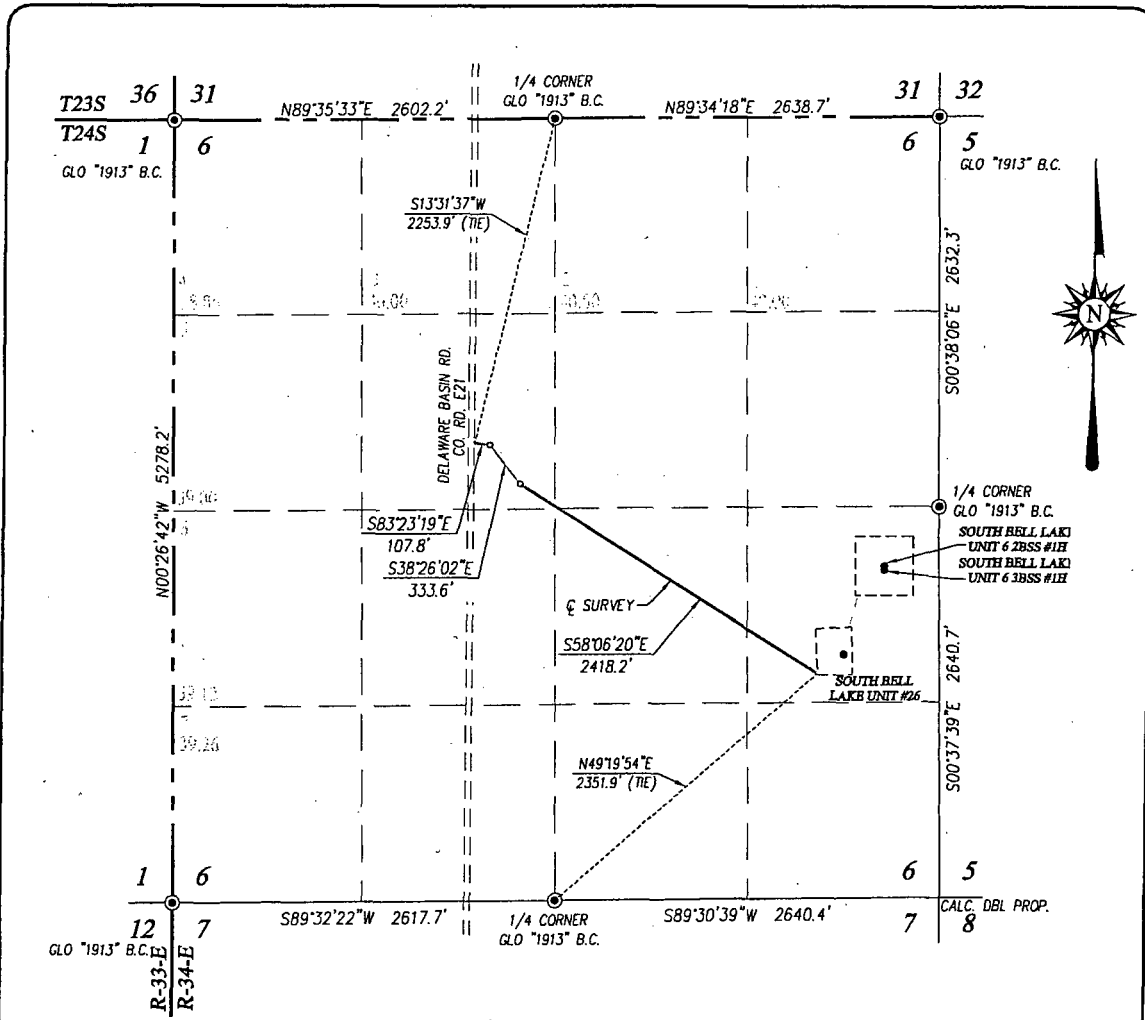 T23S 36 31
T24S 1 6
GLO "1913" B.C.
N89°35'33"E 2602.2'
1/4 CORNER
GLO "1913" B.C.
N89°34'18"E 2638.7'
31 32
6 5
GLO "1913" B.C.
S13°31'37"W
2253.9' (TIE)
S00°38'06"E 2632.3'
N
DELAWARE BASIN RD.
CO. RD. E21
N00°26'42"W 5278.2'
S83°23'19"E
107.8'
S38°26'02"E
333.6'
℄ SURVEY
S58°06'20"E
2418.2'
1/4 CORNER
GLO "1913" B.C.
SOUTH BELL LAKE
UNIT 6 2BSS #1H
SOUTH BELL LAKE
UNIT 6 3BSS #1H
SOUTH BELL
LAKE UNIT #26
39.26
S00°37'39"E 2640.7'
N49°19'54"E
2351.9' (TIE)
1 6
12 7
GLO "1913" B.C.
R-33-E
R-34-E
S89°32'22"W 2617.7'
1/4 CORNER
GLO "1913" B.C.
S89°30'39"W 2640.4'
6 5
7 8
CALC. DBL PROP.